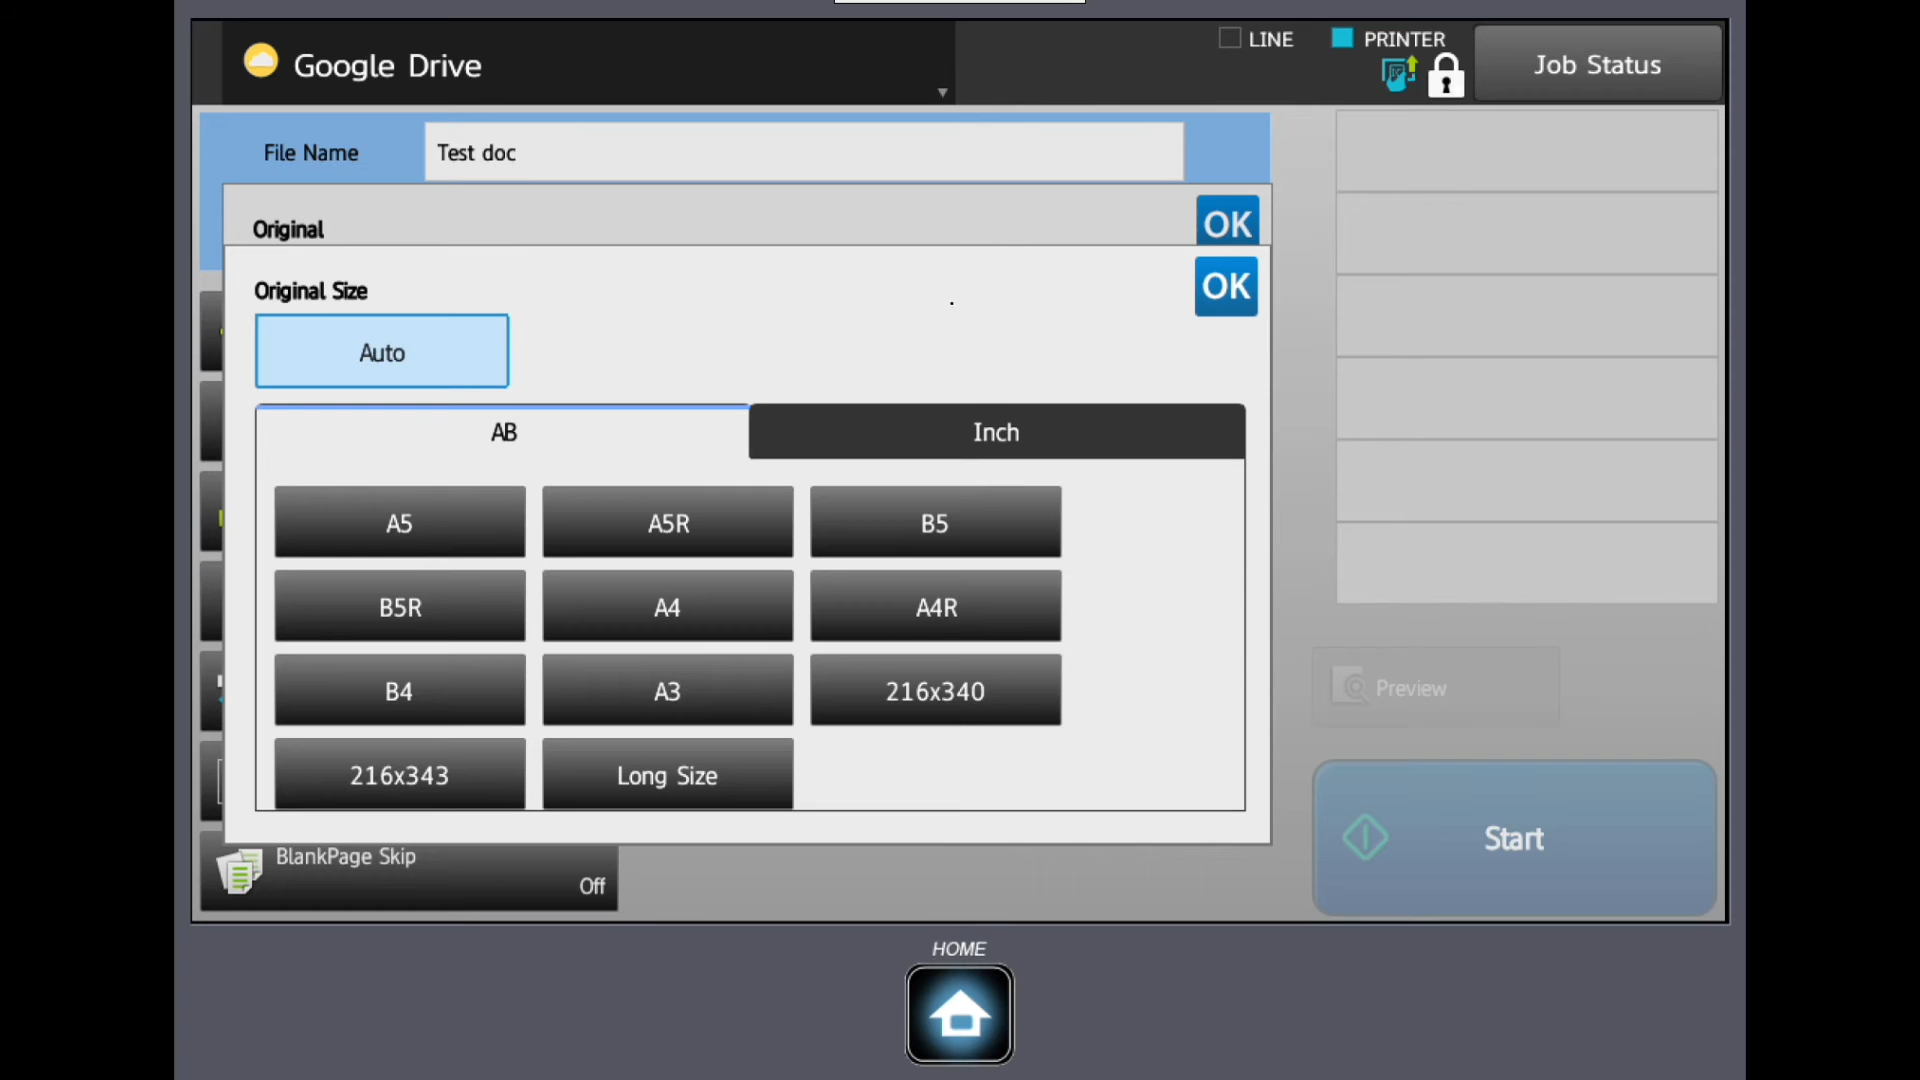 Google Drive
LINE
PRINTER
Job Status
File Name
Test doc
Original
OK
Original Size
OK
Auto
AB
Inch
A5
A5R
B5
B5R
A4
A4R
B4
A3
216x340
216x343
Long Size
Preview
Start
BlankPage Skip
Off
HOME